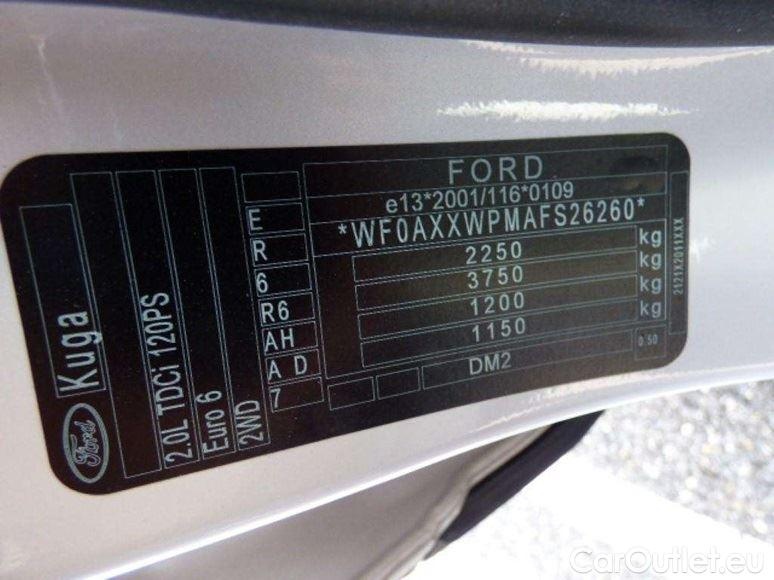 FORD
e13*2001/116*0109
*WF0AXXWPMAFS26260*
2250 kg
3750 kg
1200 kg
1150 kg
0.50
DM2
E
R
6
R6
AH
A D
7
2WD
Euro 6
2.0L TDCi 120PS
Kuga
Ford
2121X2011XXX
CarOutlet.eu